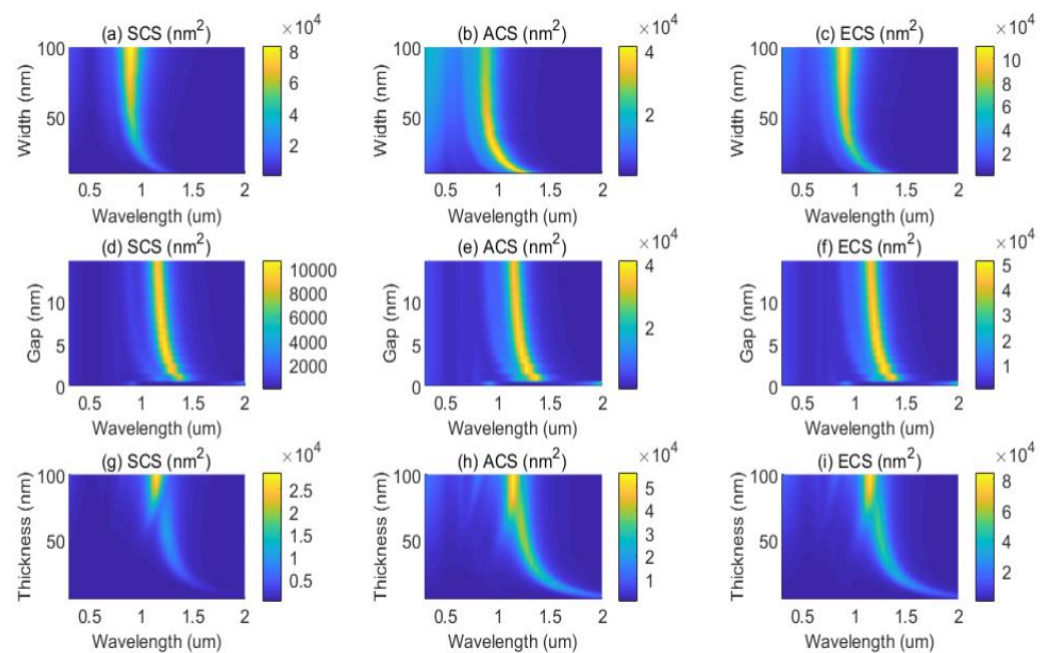 (a) SCS (nm²) ×10⁴ (b) ACS (nm²) ×10⁴ (c) ECS (nm²) ×10⁴
Width (nm) 100 50 8 6 4 2 Width (nm) 100 50 4 2 Width (nm) 100 50 10 8 6 4 2
0.5 1 1.5 2 0.5 1 1.5 2 0.5 1 1.5 2
Wavelength (um) Wavelength (um) Wavelength (um)
(d) SCS (nm²) (e) ACS (nm²) ×10⁴ (f) ECS (nm²) ×10⁴
Gap (nm) 10 5 0 10000 8000 6000 4000 2000 Gap (nm) 10 5 0 4 2 Gap (nm) 10 5 0 5 4 3 2 1
0.5 1 1.5 2 0.5 1 1.5 2 0.5 1 1.5 2
Wavelength (um) Wavelength (um) Wavelength (um)
(g) SCS (nm²) ×10⁴ (h) ACS (nm²) ×10⁴ (i) ECS (nm²) ×10⁴
Thickness (nm) 100 50 2.5 2 1.5 1 0.5 Thickness (nm) 100 50 5 4 3 2 1 Thickness (nm) 100 50 8 6 4 2
0.5 1 1.5 2 0.5 1 1.5 2 0.5 1 1.5 2
Wavelength (um) Wavelength (um) Wavelength (um)